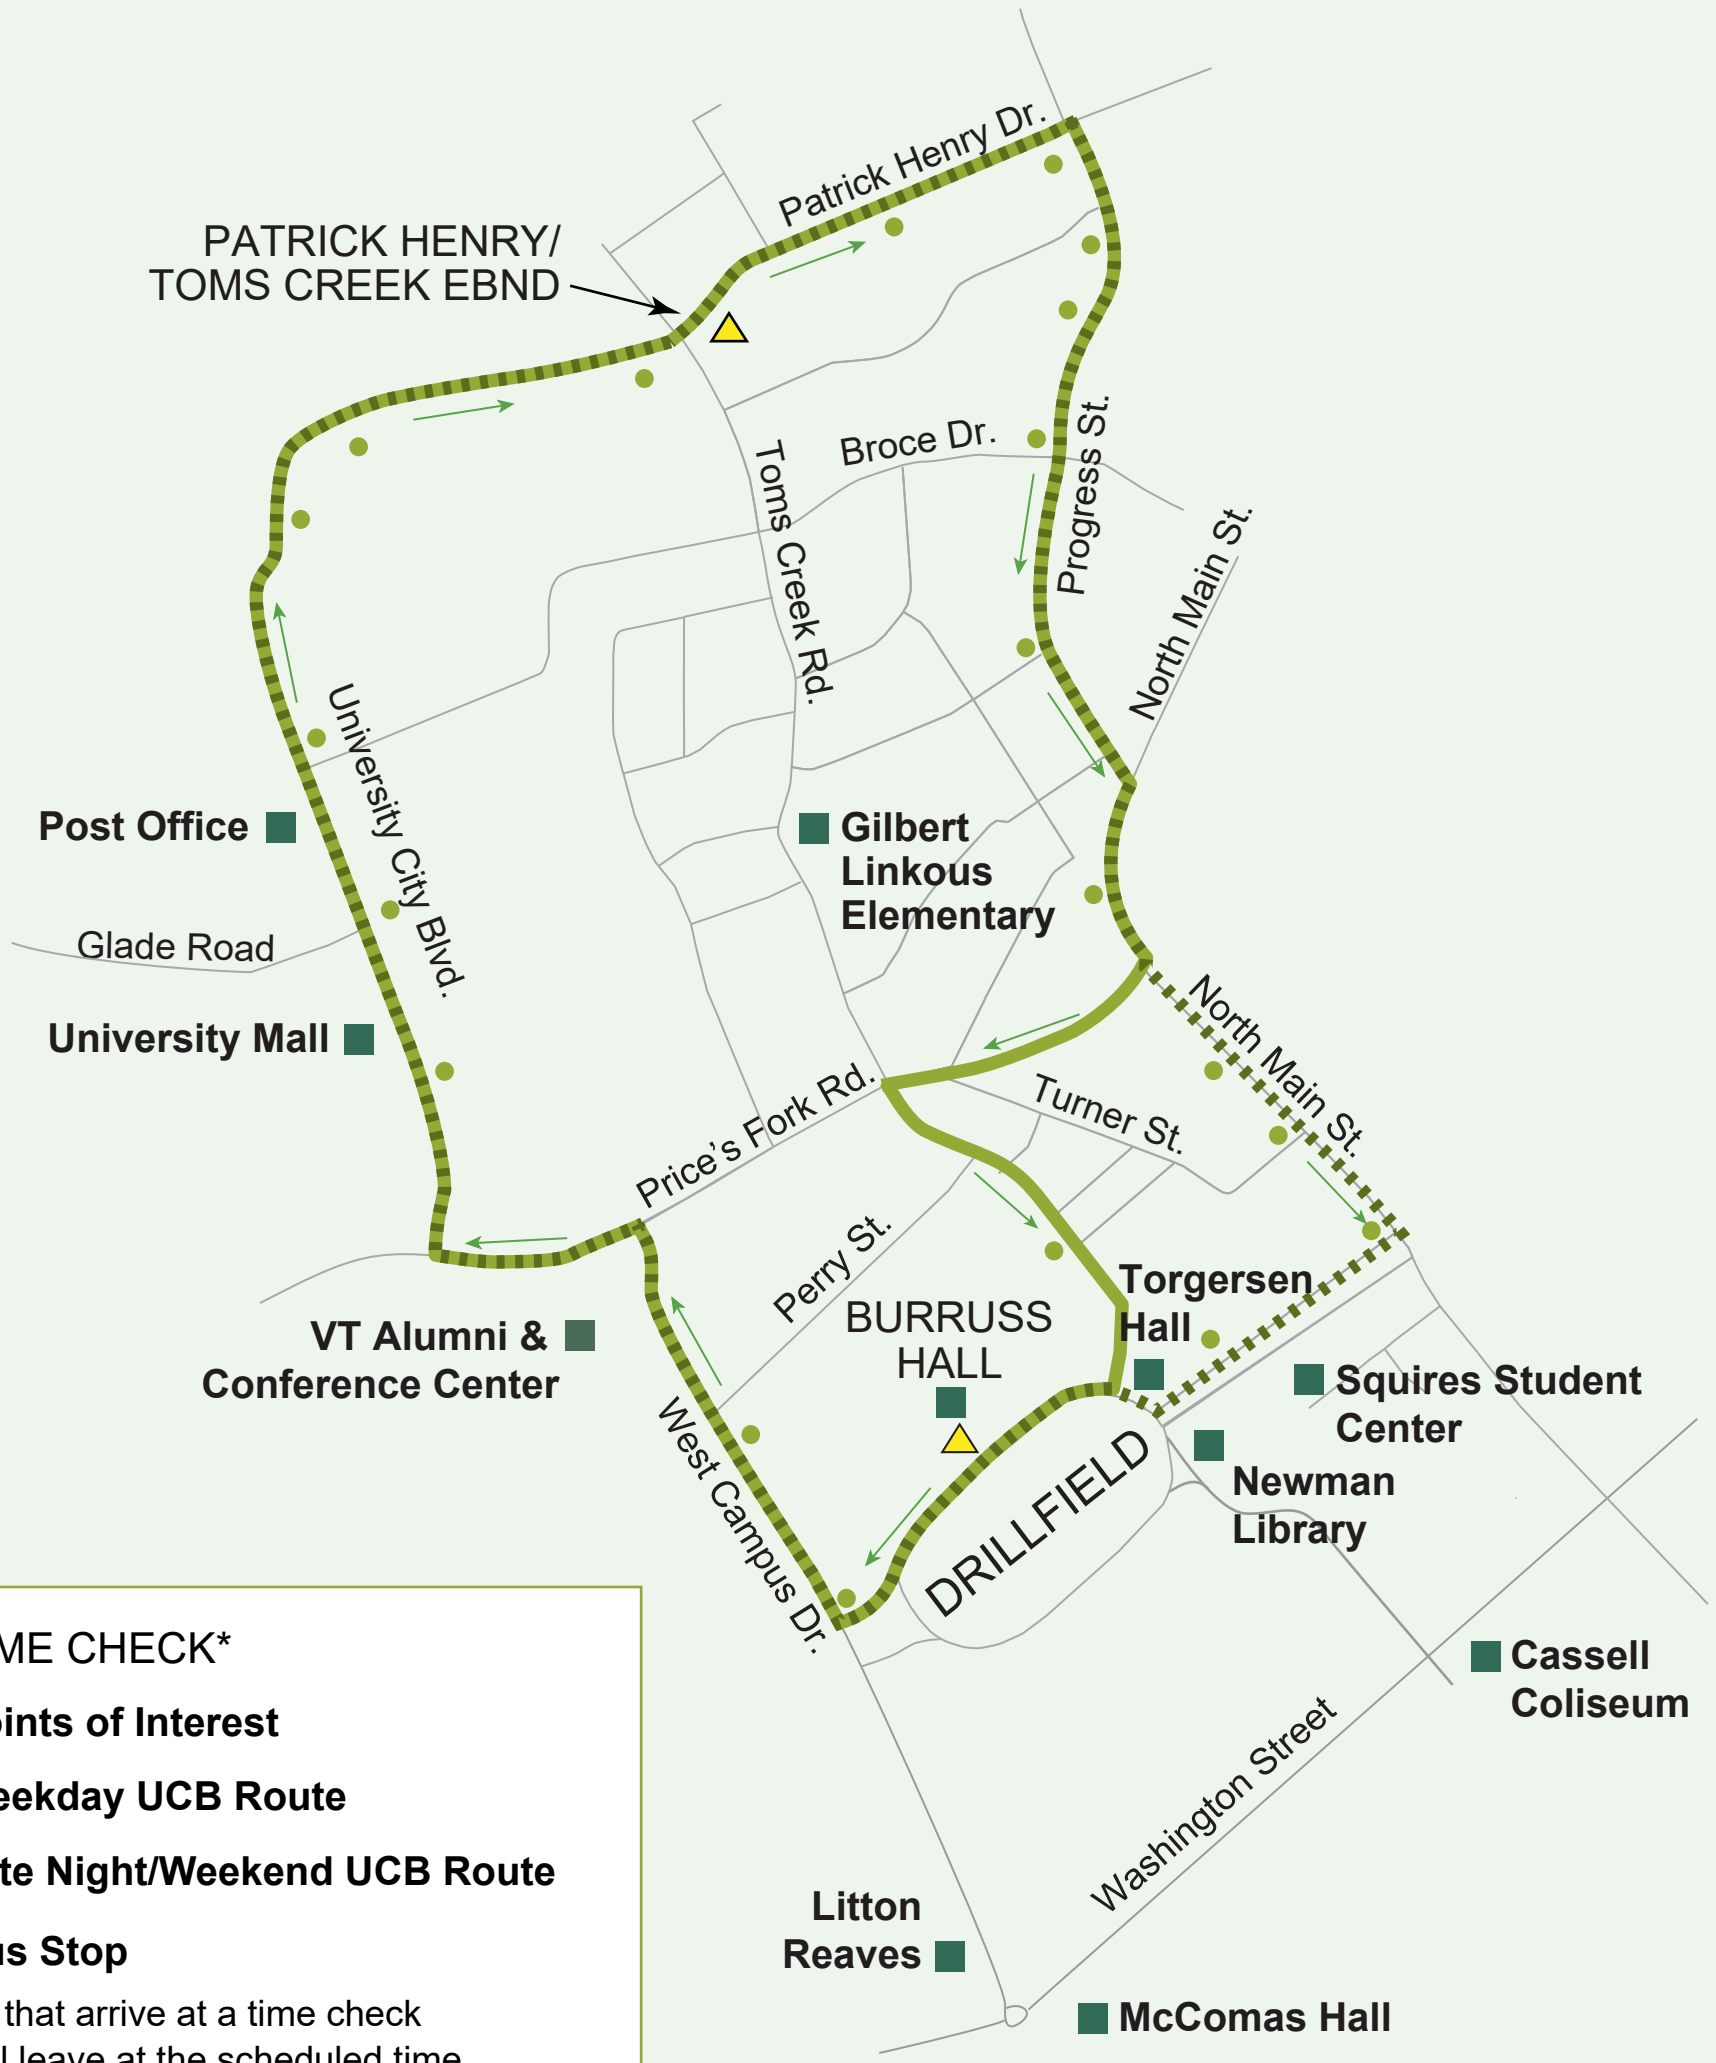 Patrick Henry Dr.
PATRICK HENRY/
TOMS CREEK EBND
Broce Dr.
Progress St.
Toms Creek Rd.
North Main St.
University City Blvd.
Post Office
Gilbert
Linkous
Elementary
Glade Road
University Mall
North Main St.
Price's Fork Rd.
Turner St.
Perry St.
Torgersen
Hall
BURRUSS
HALL
VT Alumni &
Conference Center
Squires Student
Center
West Campus Dr.
DRILLFIELD
Newman
Library
Cassell
Coliseum
Washington Street
Litton
Reaves
McComas Hall
ME CHECK*
ints of Interest
eekday UCB Route
te Night/Weekend UCB Route
us Stop
that arrive at a time check
l leave at the scheduled time